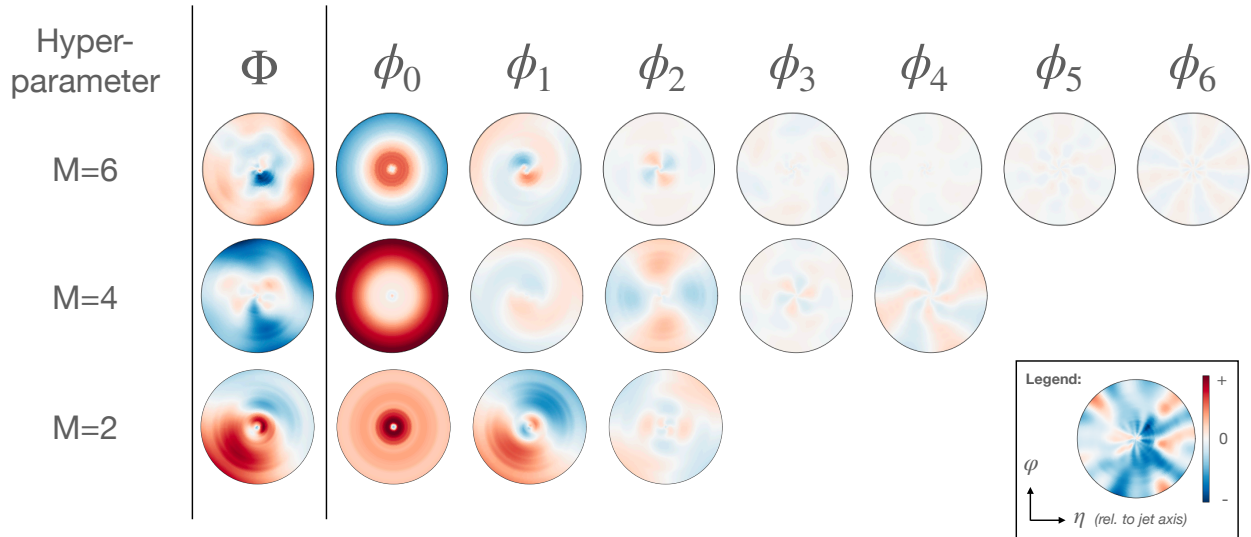 Hyper-
parameter
Φ ϕ₀ ϕ₁ ϕ₂ ϕ₃ ϕ₄ ϕ₅ ϕ₆
M=6
M=4
M=2
Legend:
+
0
-
φ
η (rel. to jet axis)